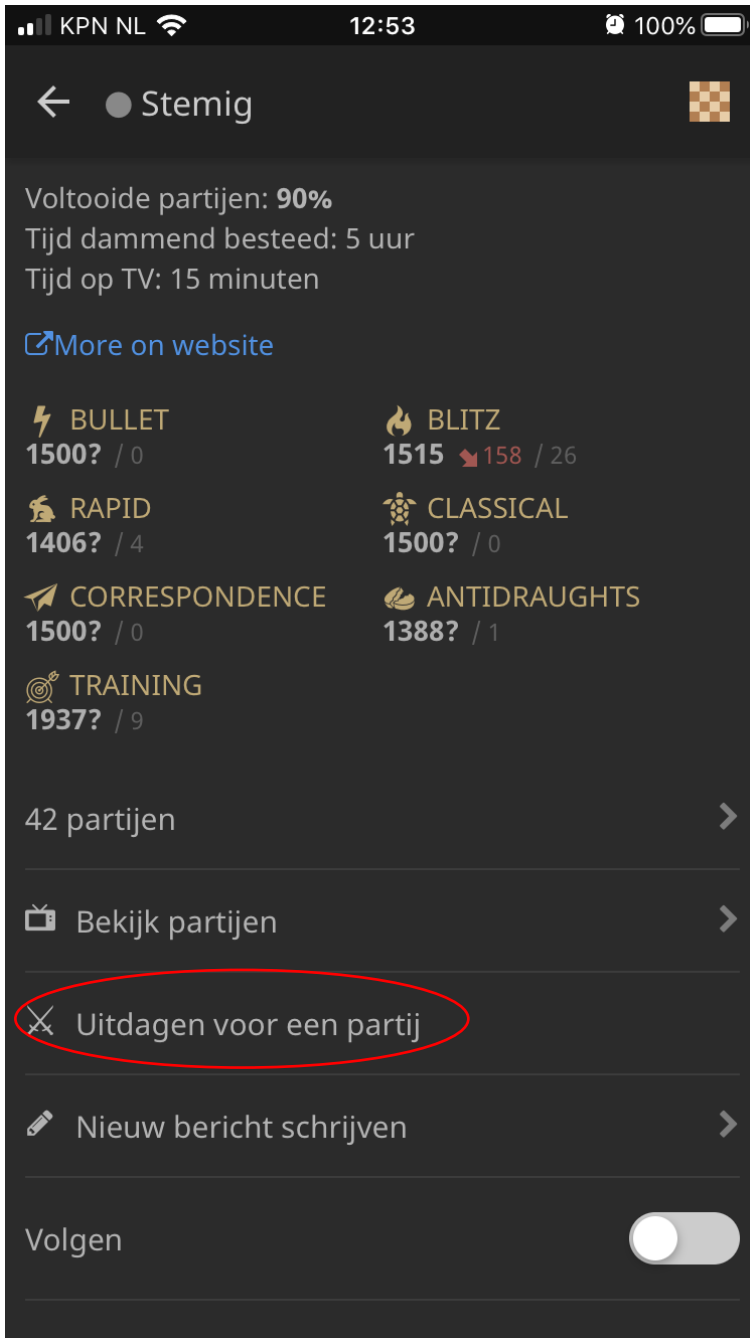 KPN NL 12:53 100%
Stemig
Voltooide partijen: 90%
Tijd dammend besteed: 5 uur
Tijd op TV: 15 minuten
More on website
BULLET
1500? / 0
BLITZ
1515 158 / 26
RAPID
1406? / 4
CLASSICAL
1500? / 0
CORRESPONDENCE
1500? / 0
ANTIDRAUGHTS
1388? / 1
TRAINING
1937? / 9
42 partijen
Bekijk partijen
Uitdagen voor een partij
Nieuw bericht schrijven
Volgen